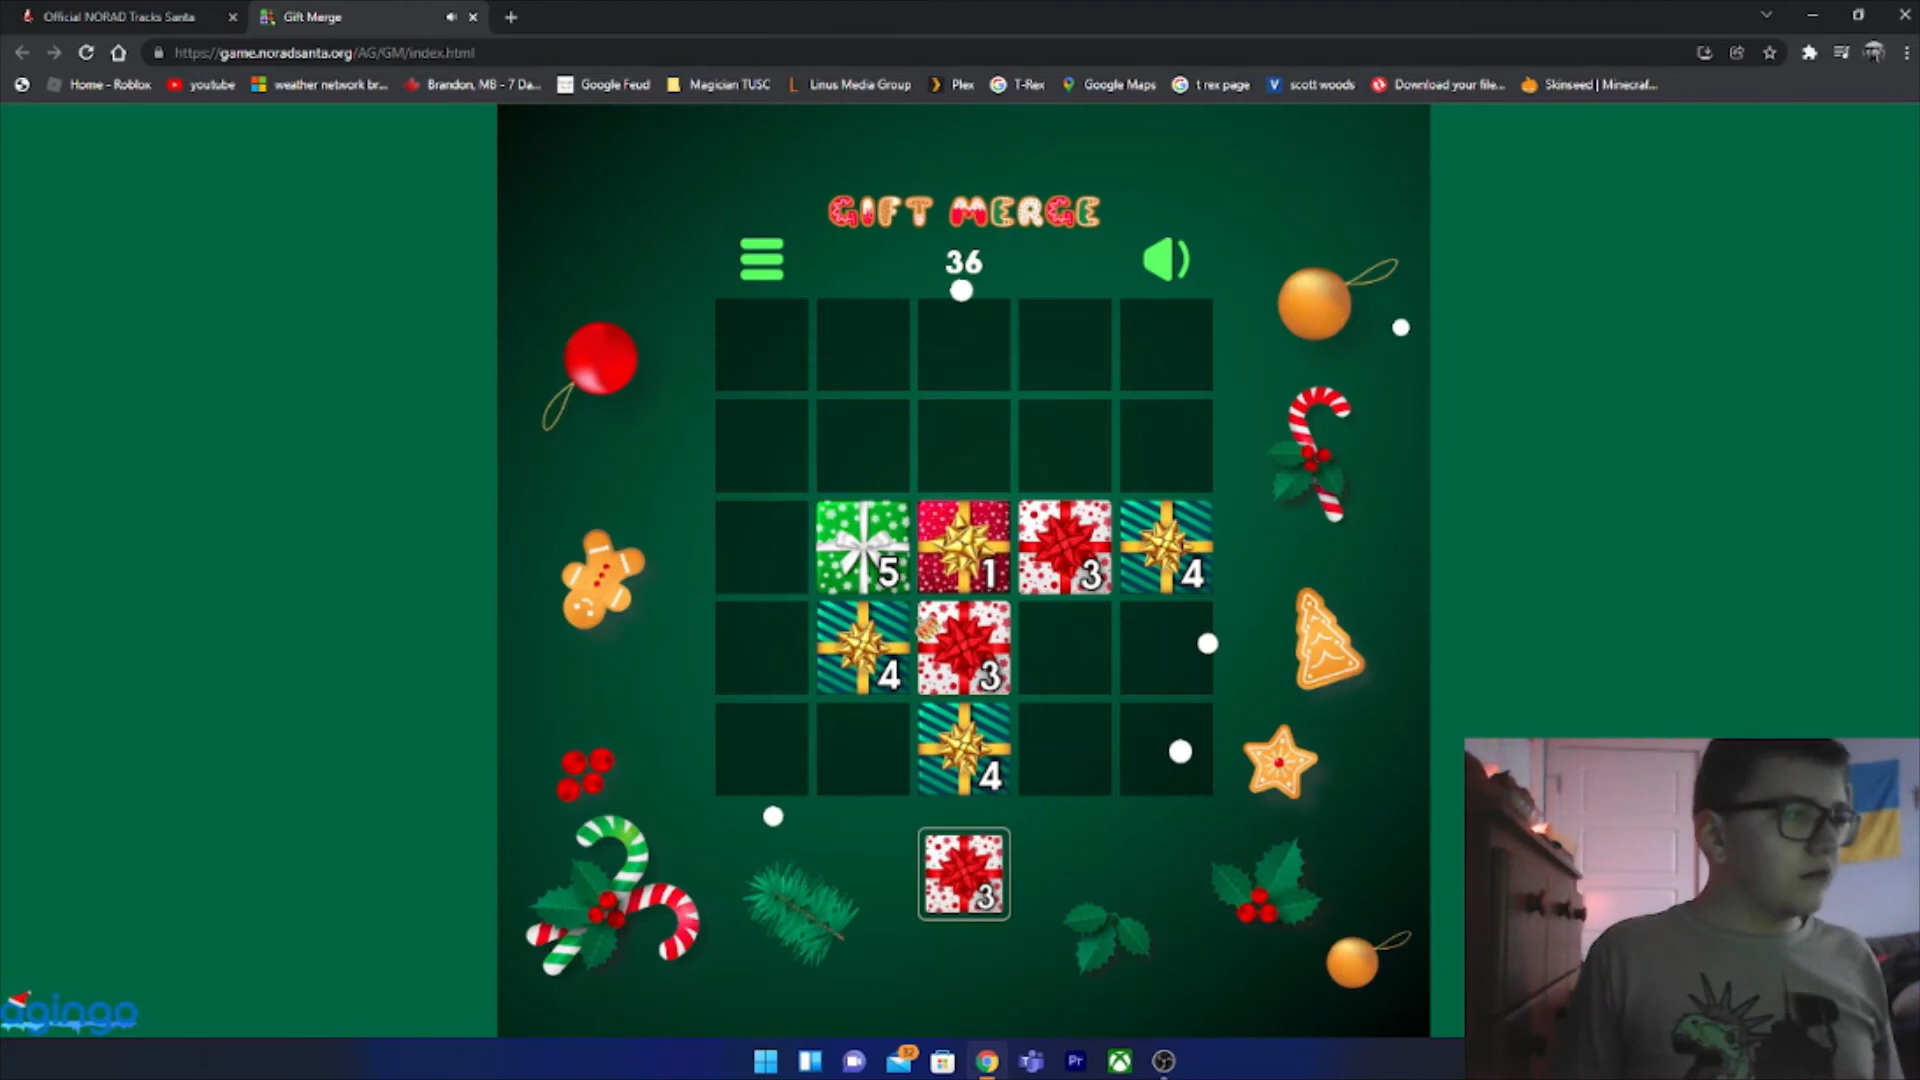 Official NORAD Tracks Santa
Gift Merge
https://game.noradsanta.org/AG/GM/index.html
Home - Roblox
youtube
weather network br...
Brandon, MB - 7 Da...
Google Feud
Magician TUSC
Linus Media Group
Plex
T-Rex
Google Maps
t rex page
scott woods
Download your file...
Skinseed | Minecraf...
GIFT MERGE
36
5 1 3 4
4 3
4
3
agingo
32
Pr